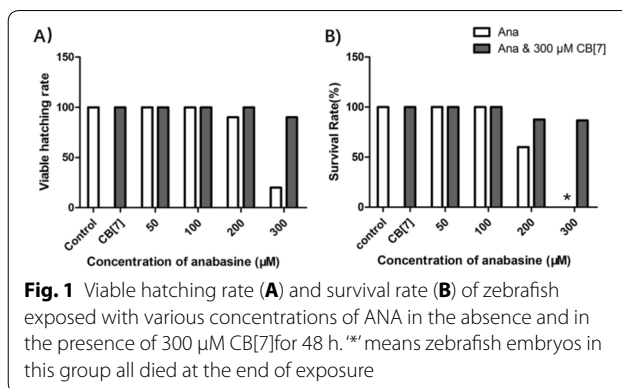 A)
B)
Ana
Ana & 300 µM CB[7]
150
100
50
0
Viable hatching rate
Control
CB[7]
50
100
200
300
Concentration of anabasine (µM)
150
100
50
0
Survival Rate(%)
*
Control
CB[7]
50
100
200
300
Concentration of anabasine (µM)
Fig. 1 Viable hatching rate (A) and survival rate (B) of zebrafish
exposed with various concentrations of ANA in the absence and in
the presence of 300 µM CB[7]for 48 h. ‘*’ means zebrafish embryos in
this group all died at the end of exposure